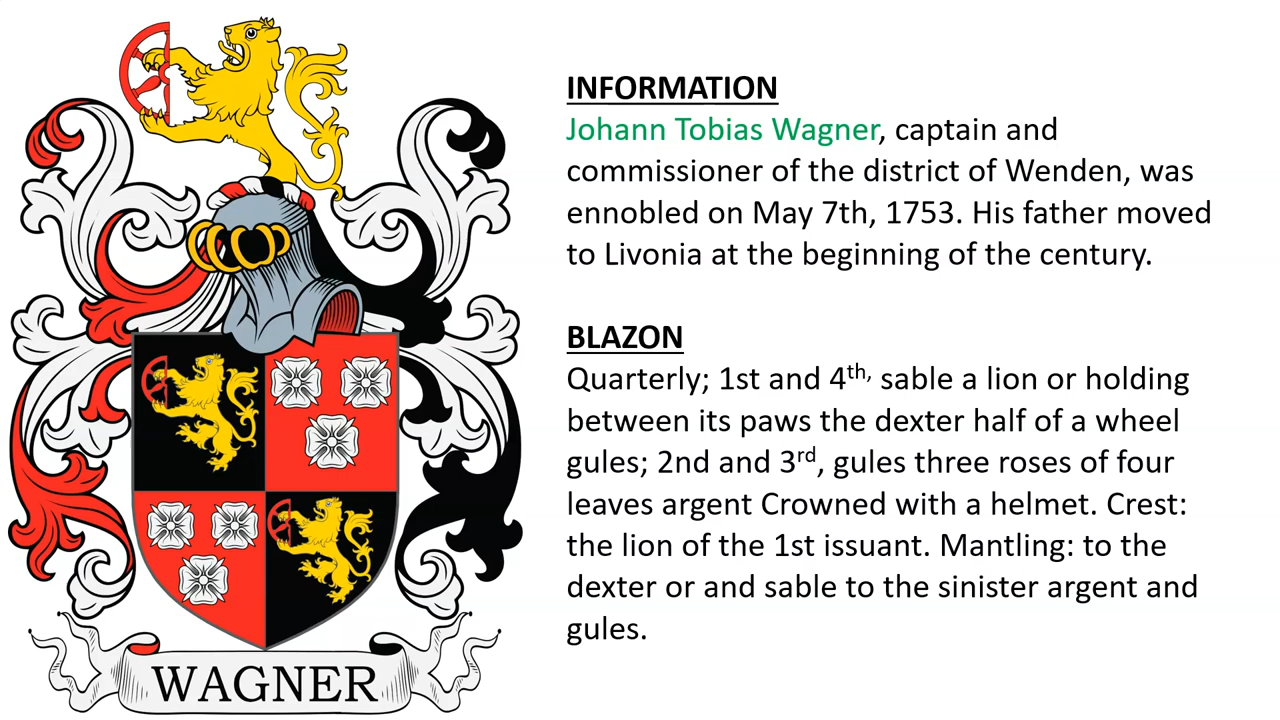 INFORMATION
Johann Tobias Wagner, captain and
commissioner of the district of Wenden, was
ennobled on May 7th, 1753. His father moved
to Livonia at the beginning of the century.
BLAZON
Quarterly; 1st and 4th, sable a lion or holding
between its paws the dexter half of a wheel
gules; 2nd and 3rd, gules three roses of four
leaves argent Crowned with a helmet. Crest:
the lion of the 1st issuant. Mantling: to the
dexter or and sable to the sinister argent and
gules.
WAGNER